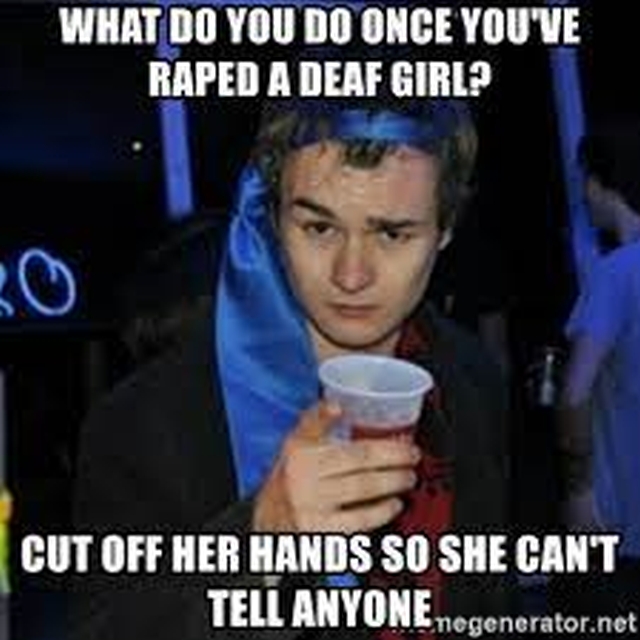 WHAT DO YOU DO ONCE YOU'VE
RAPED A DEAF GIRL?
CUT OFF HER HANDS SO SHE CAN'T
TELL ANYONE
megenerator.net